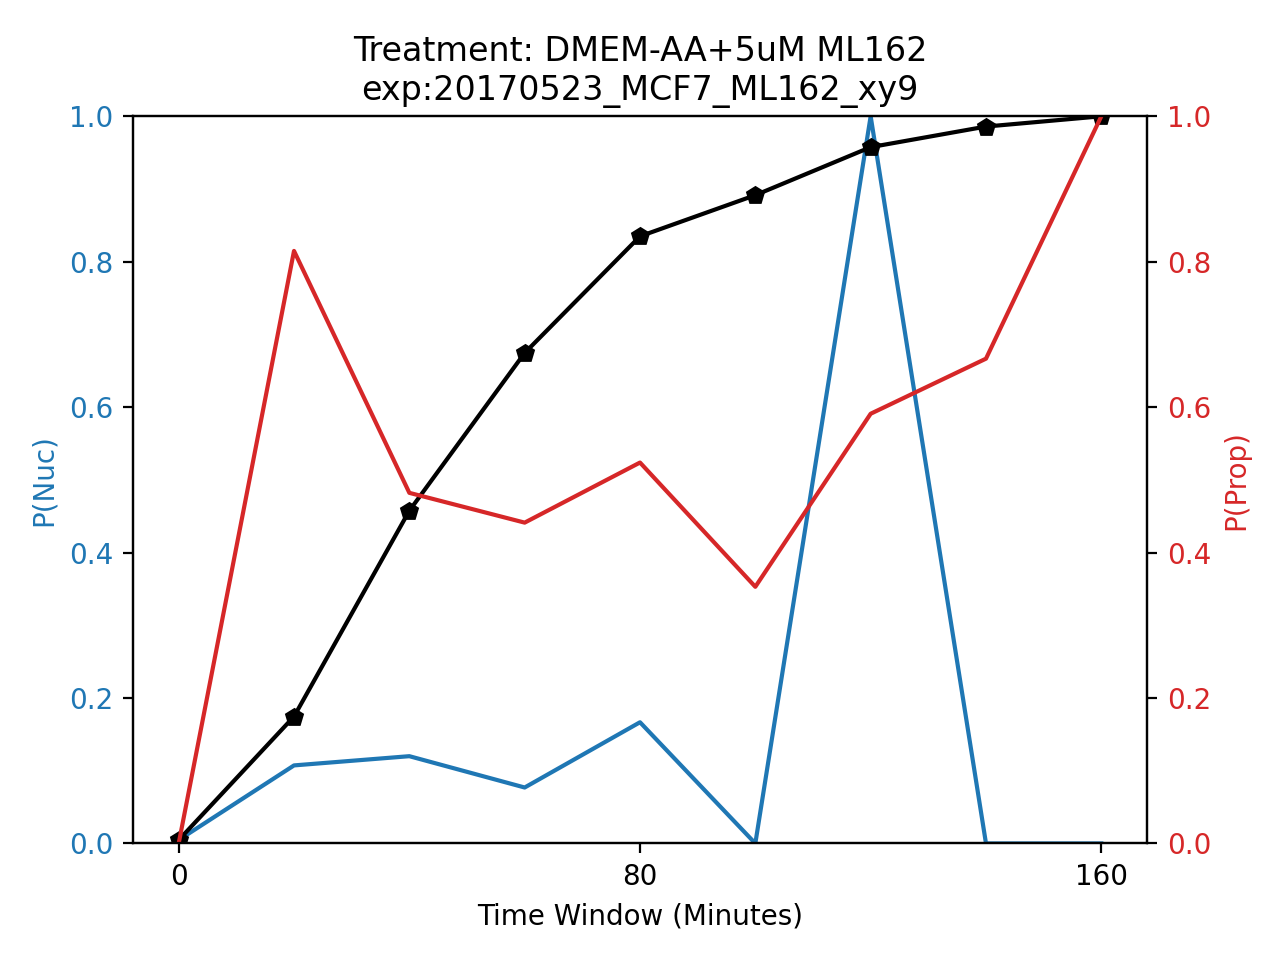 Treatment: DMEM-AA+5uM ML162
exp:20170523_MCF7_ML162_xy9
1.0
0.8
0.6
0.4
0.2
0.0
P(Nuc)
1.0
0.8
0.6
0.4
0.2
0.0
P(Prop)
0 80 160
Time Window (Minutes)